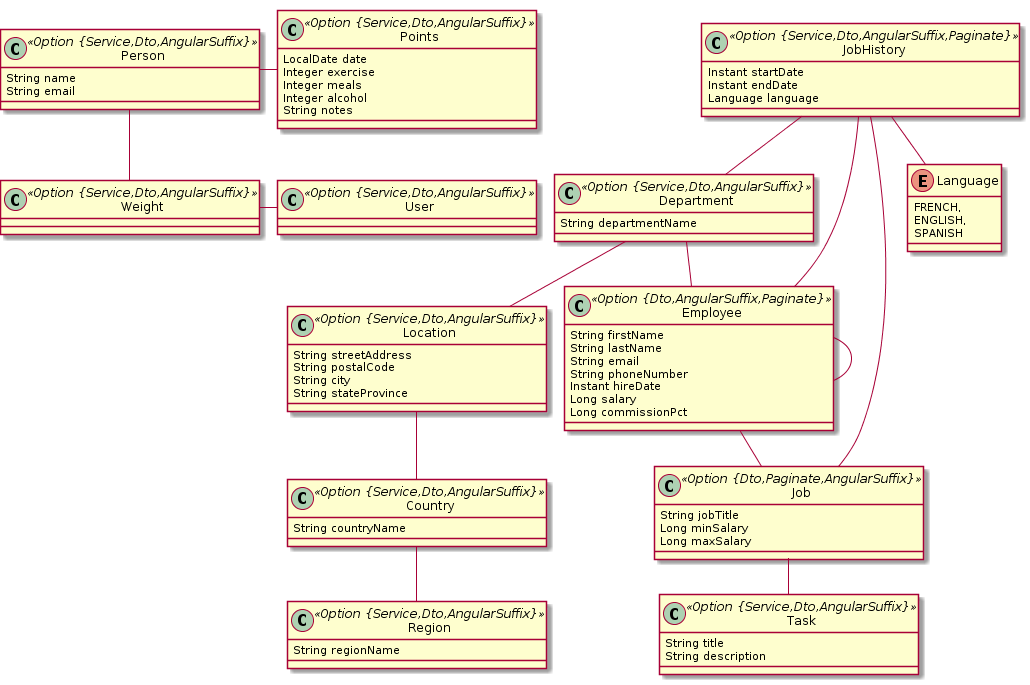 C «Option {Service,Dto,AngularSuffix}»
Person
String name
String email
C «Option {Service,Dto,AngularSuffix}»
Points
LocalDate date
Integer exercise
Integer meals
Integer alcohol
String notes
C «Option {Service,Dto,AngularSuffix,Paginate}»
JobHistory
Instant startDate
Instant endDate
Language language
C «Option {Service,Dto,AngularSuffix}»
Weight
C «Option {Service,Dto,AngularSuffix}»
User
C «Option {Service,Dto,AngularSuffix}»
Department
String departmentName
E Language
FRENCH,
ENGLISH,
SPANISH
C «Option {Service,Dto,AngularSuffix}»
Location
String streetAddress
String postalCode
String city
String stateProvince
C «Option {Dto,AngularSuffix,Paginate}»
Employee
String firstName
String lastName
String email
String phoneNumber
Instant hireDate
Long salary
Long commissionPct
C «Option {Service,Dto,AngularSuffix}»
Country
String countryName
C «Option {Dto,Paginate,AngularSuffix}»
Job
String jobTitle
Long minSalary
Long maxSalary
C «Option {Service,Dto,AngularSuffix}»
Region
String regionName
C «Option {Service,Dto,AngularSuffix}»
Task
String title
String description